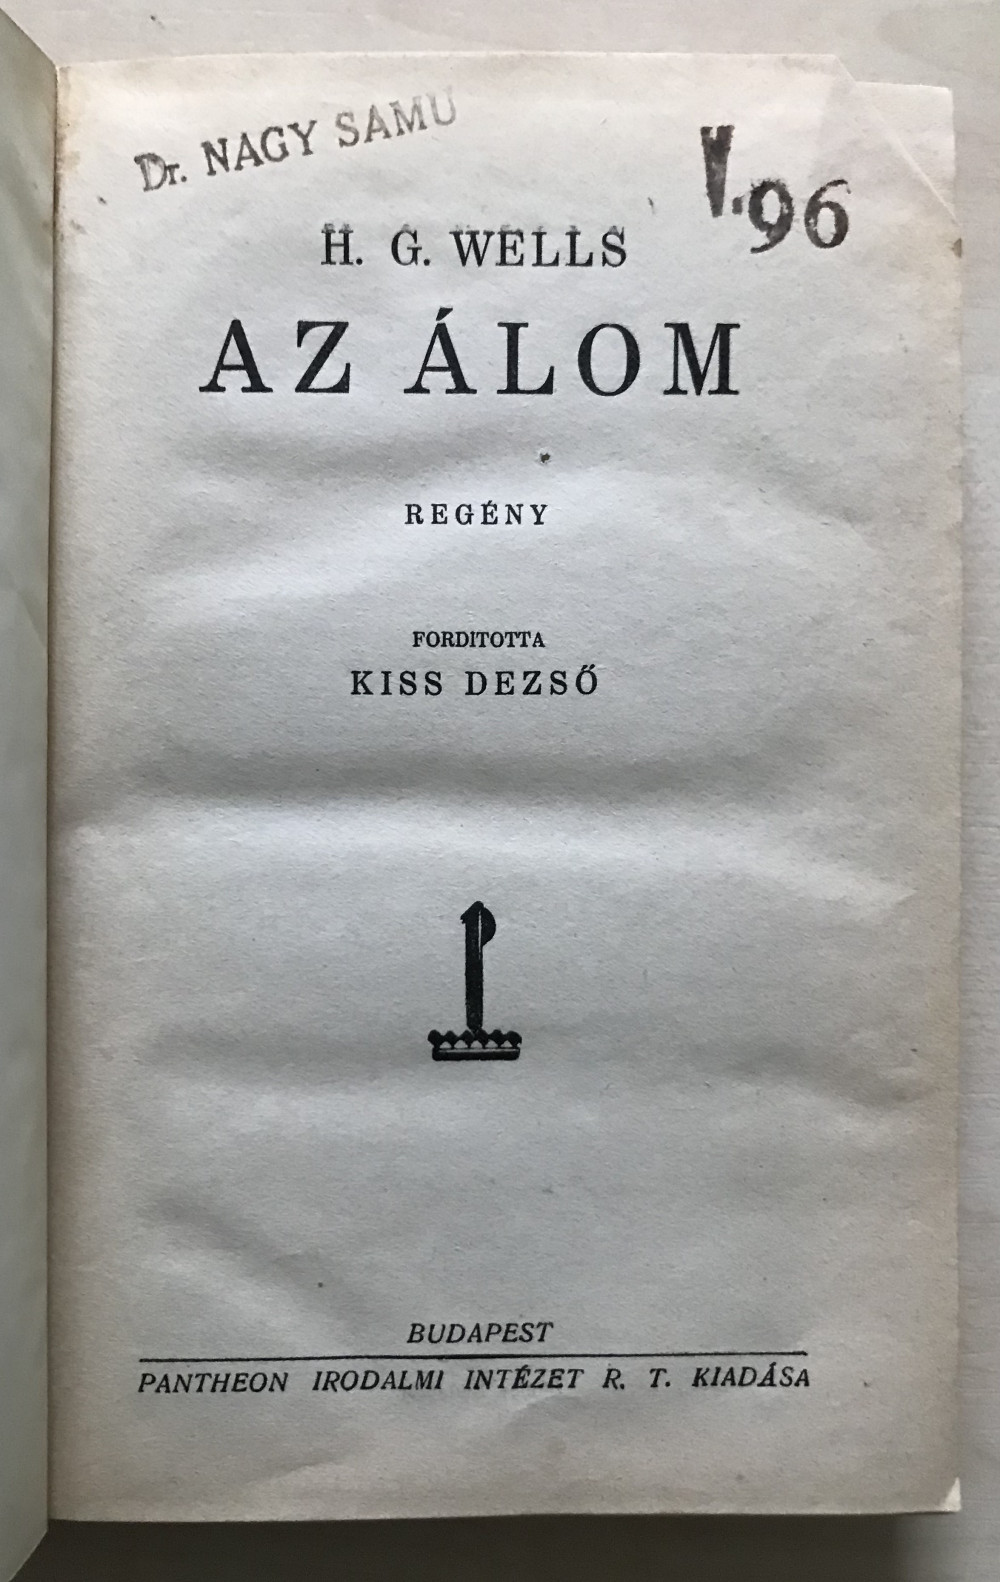 Dr. NAGY SAMU
V.96
H. G. WELLS
AZ ÁLOM
REGÉNY
FORDITOTTA
KISS DEZSŐ
BUDAPEST
PANTHEON IRODALMI INTÉZET R. T. KIADÁSA